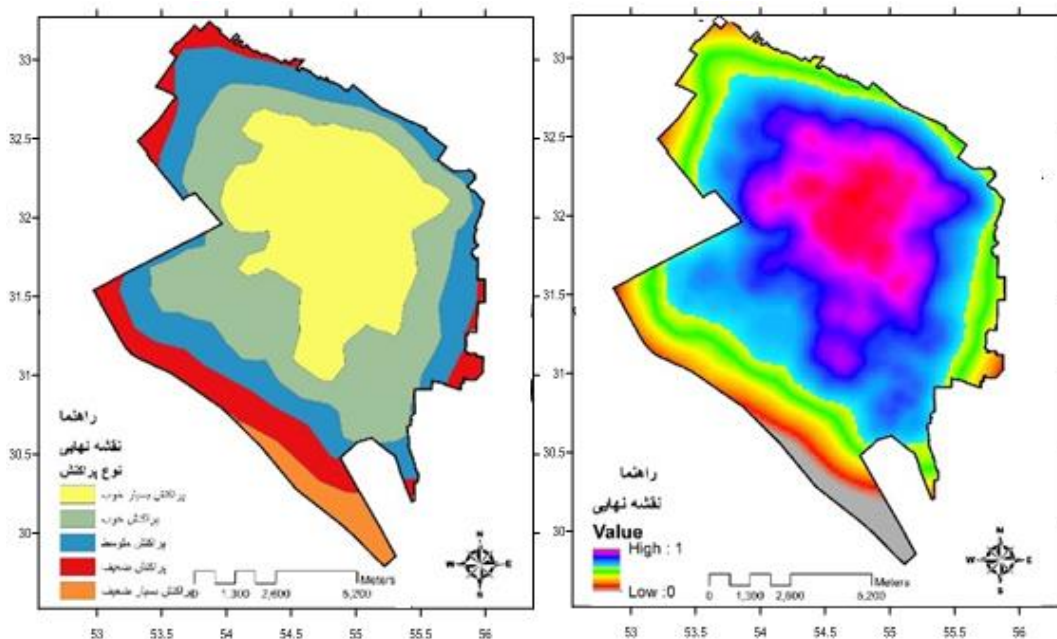 33
32.5
32
31.5
31
30.5
30
53
53.5
54
54.5
55
55.5
56
راهنما
نقشه نهایی
نوع پراکنش
پراکنش بسیار خوب
پراکنش خوب
پراکنش متوسط
پراکنش ضعیف
پراکنش بسیار ضعیف
N
W E
S
Meters
0 1,300 2,600 5,200
33
32.5
32
31.5
31
30.5
30
53
53.5
54
54.5
55
55.5
56
راهنما
نقشه نهایی
Value
High : 1
Low :0
N
W E
S
Meters
0 1,300 2,600 5,200